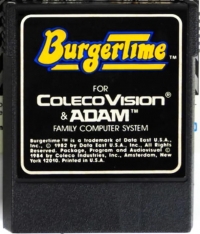 BurgerTime™
FOR
COLECOVISION®
& ADAM™
FAMILY COMPUTER SYSTEM
BurgerTime™ is a trademark of Data East U.S.A.,
Inc., © 1982 by Data East U.S.A., Inc. All Rights
Reserved. Package, Program and Audiovisual ©
1984 by Coleco Industries, Inc., Amsterdam, New
York 12010. Printed in U.S.A.